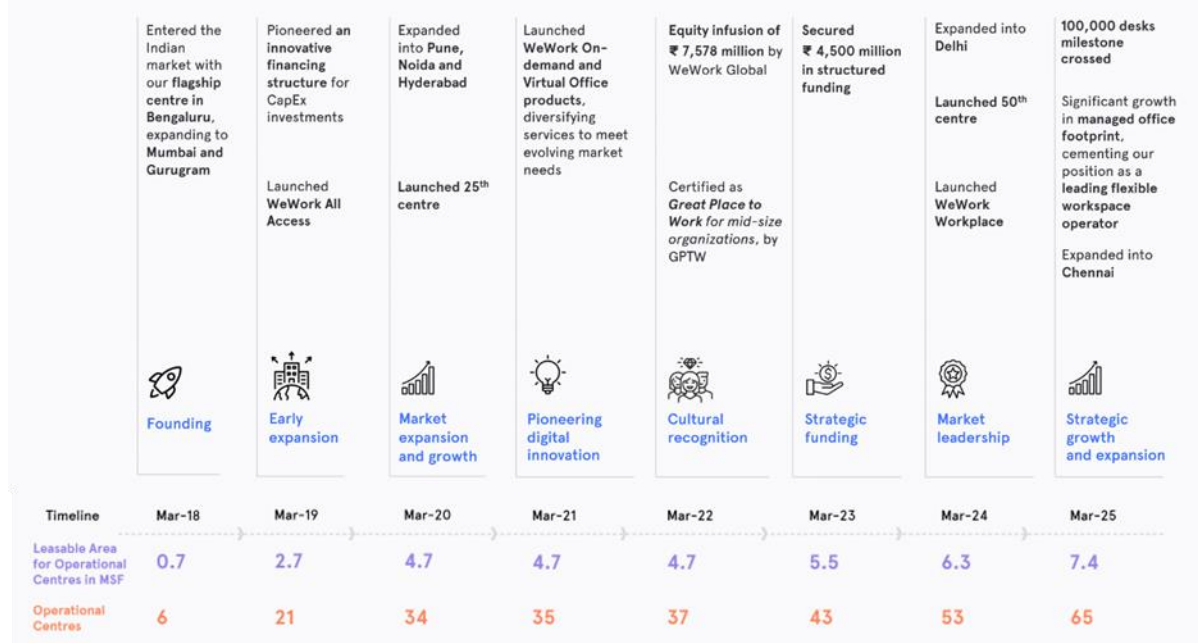 Entered the
Indian
market with
our flagship
centre in
Bengaluru,
expanding to
Mumbai and
Gurugram
Founding
Pioneered an
innovative
financing
structure for
CapEx
investments
Launched
WeWork All
Access
Early
expansion
Expanded
into Pune,
Noida and
Hyderabad
Launched 25th
centre
Market
expansion
and growth
Launched
WeWork On-
demand and
Virtual Office
products,
diversifying
services to meet
evolving market
needs
Pioneering
digital
innovation
Equity infusion of
₹ 7,578 million by
WeWork Global
Certified as
Great Place to
Work for mid-size
organizations, by
GPTW
Cultural
recognition
Secured
₹ 4,500 million
in structured
funding
Strategic
funding
Expanded into
Delhi
Launched 50th
centre
Launched
WeWork
Workplace
Market
leadership
100,000 desks
milestone
crossed
Significant growth
in managed office
footprint,
cementing our
position as a
leading flexible
workspace
operator
Expanded into
Chennai
Strategic
growth
and expansion
Timeline Mar-18 Mar-19 Mar-20 Mar-21 Mar-22 Mar-23 Mar-24 Mar-25
Leasable Area
for Operational
Centres in MSF
0.7 2.7 4.7 4.7 4.7 5.5 6.3 7.4
Operational
Centres
6 21 34 35 37 43 53 65